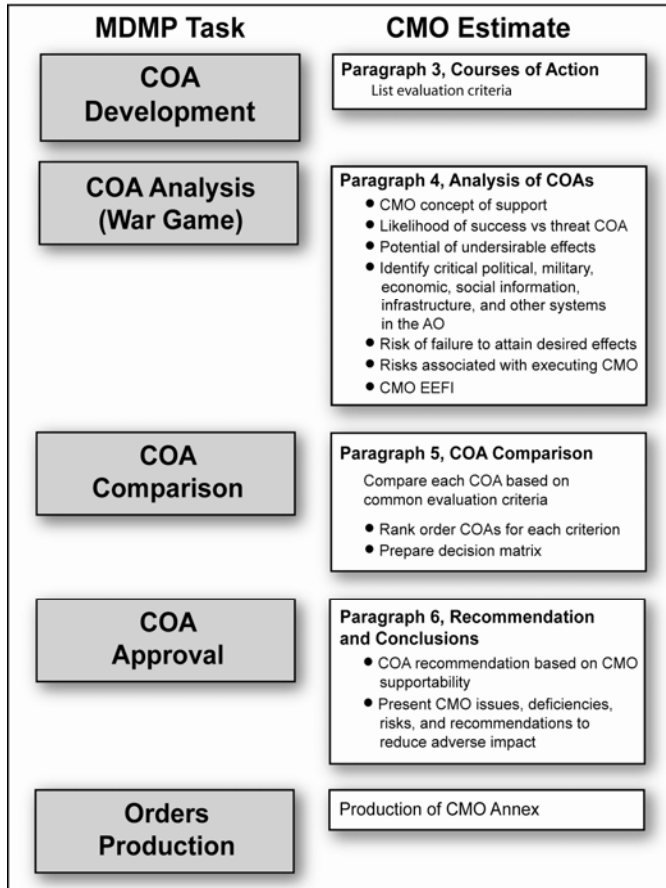 MDMP Task
CMO Estimate
COA
Development
Paragraph 3, Courses of Action
List evaluation criteria
COA Analysis
(War Game)
Paragraph 4, Analysis of COAs
● CMO concept of support
● Likelihood of success vs threat COA
● Potential of undersirable effects
● Identify critical political, military,
economic, social information,
infrastructure, and other systems
in the AO
● Risk of failure to attain desired effects
● Risks associated with executing CMO
● CMO EEFI
COA
Comparison
Paragraph 5, COA Comparison
Compare each COA based on
common evaluation criteria
● Rank order COAs for each criterion
● Prepare decision matrix
COA
Approval
Paragraph 6, Recommendation
and Conclusions
● COA recommendation based on CMO
supportability
● Present CMO issues, deficiencies,
risks, and recommendations to
reduce adverse impact
Orders
Production
Production of CMO Annex